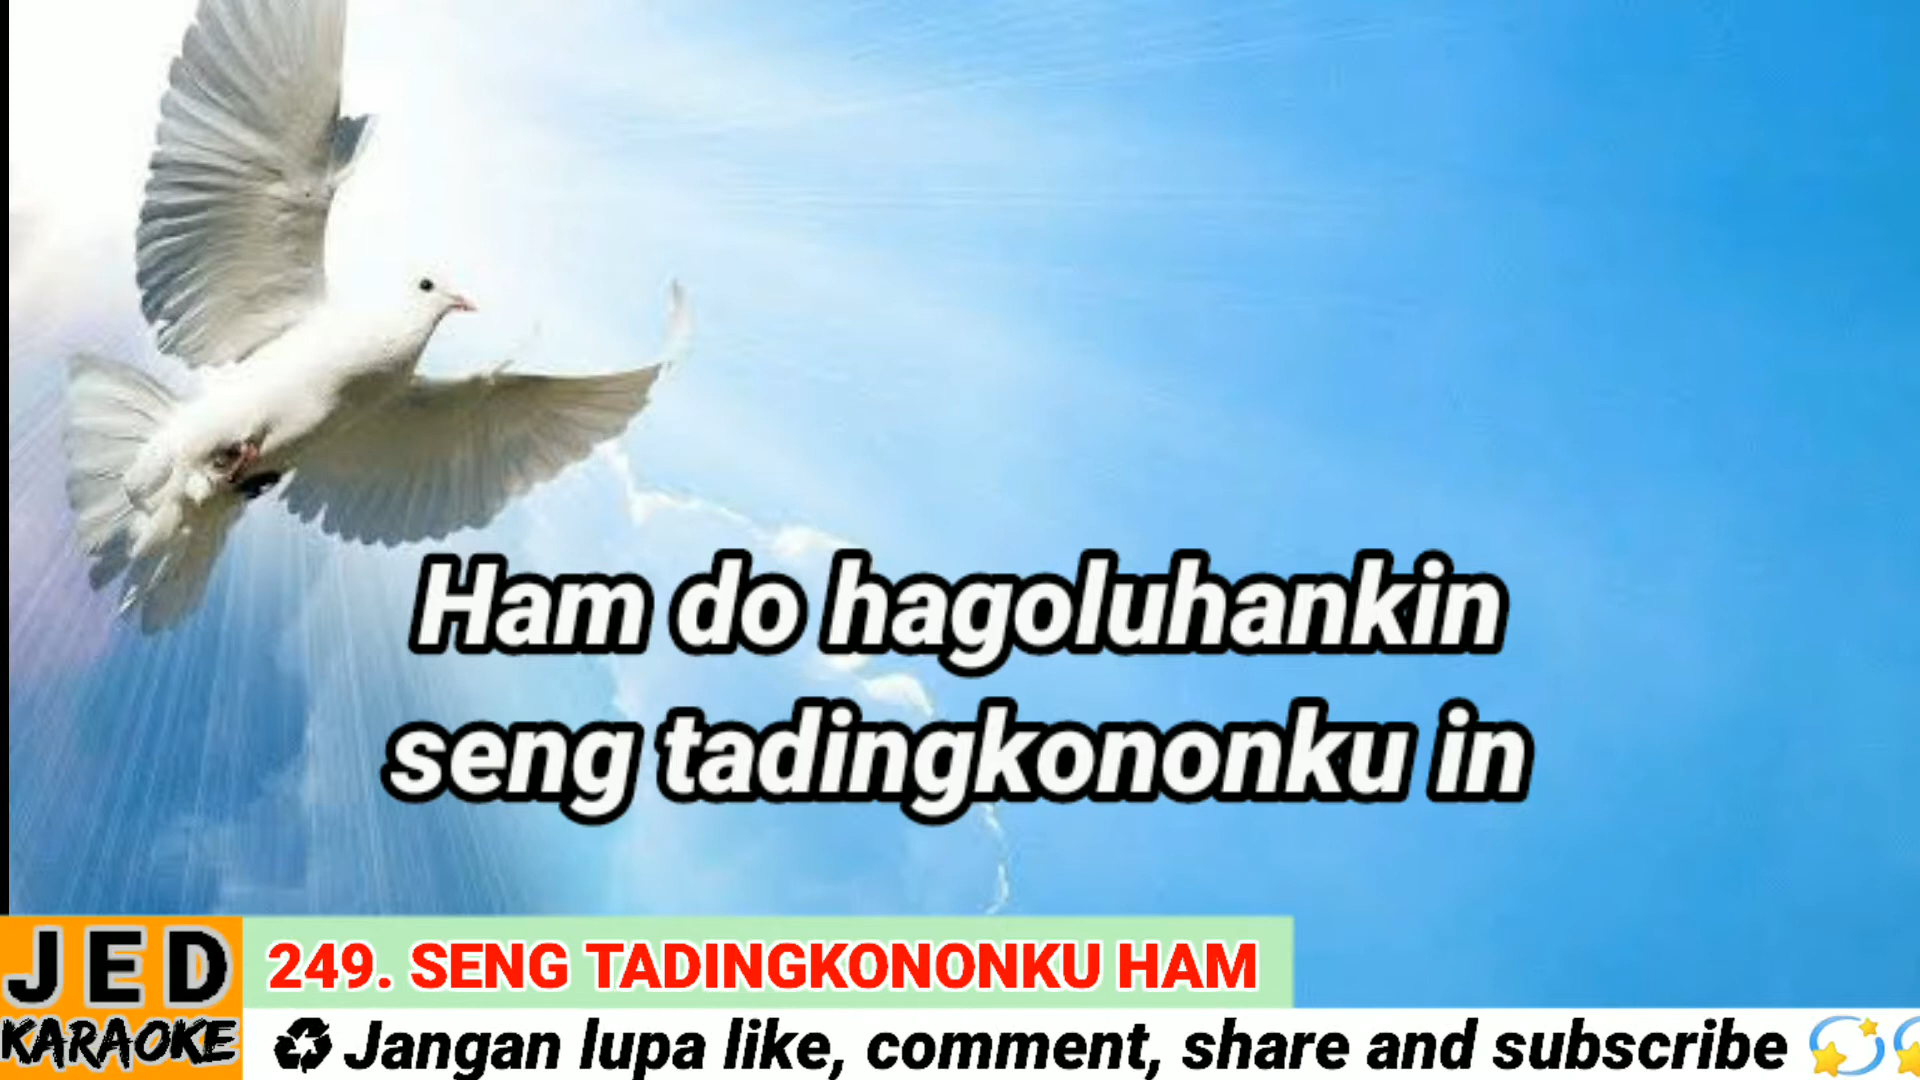 Ham do hagoluhankin
seng tadingkononku in
JED
KARAOKE
249. SENG TADINGKONONKU HAM
♻ Jangan lupa like, comment, share and subscribe 💫